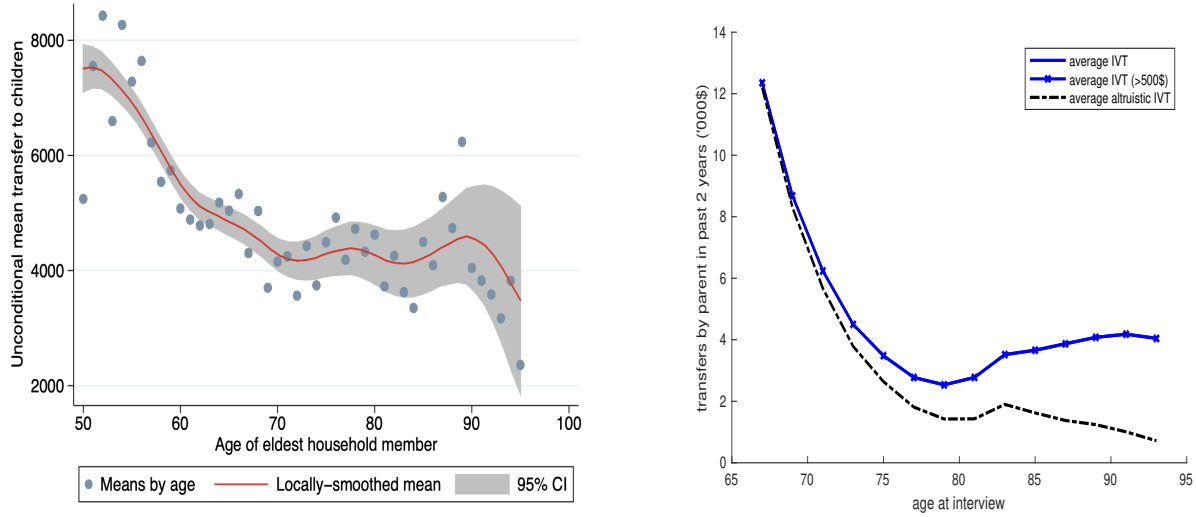 Unconditional mean transfer to children
8000
6000
4000
2000
50 60 70 80 90 100
Age of eldest household member
Means by age
Locally-smoothed mean
95% CI
transfers by parent in past 2 years ('000$)
14
12
10
8
6
4
2
0
65 70 75 80 85 90 95
age at interview
average IVT
average IVT (>500$)
average altruistic IVT